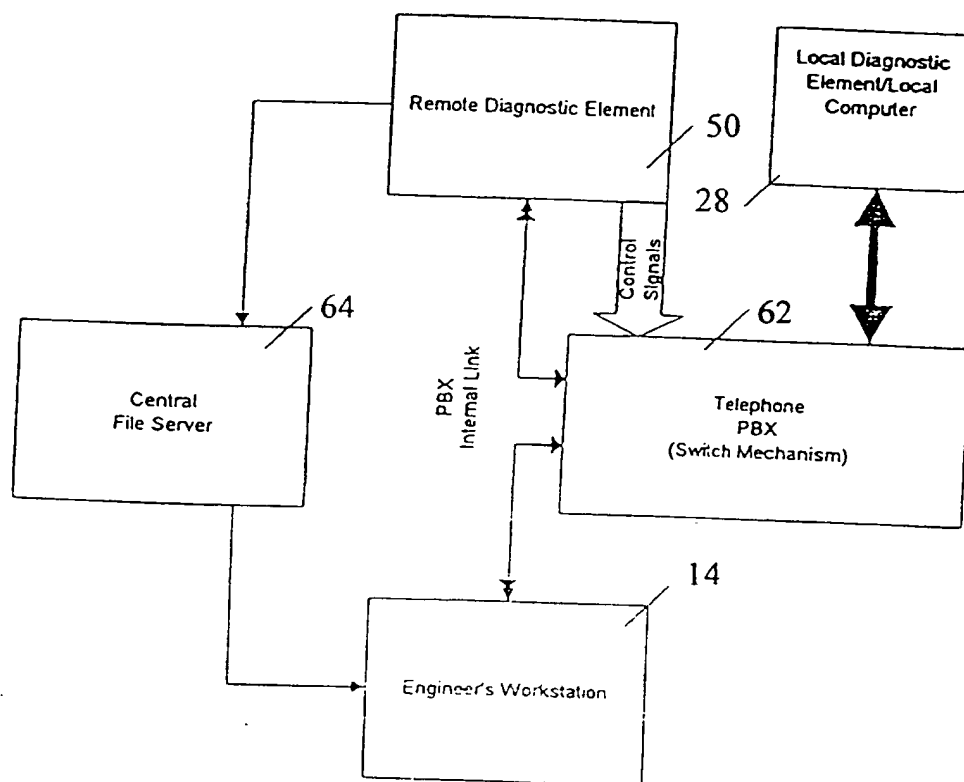 Remote Diagnostic Element
50
Local Diagnostic
Element/Local
Computer
28
Control
Signals
64
62
Central
File Server
PBX
Internal Link
Telephone
PBX
(Switch Mechanism)
14
Engineer's Workstation